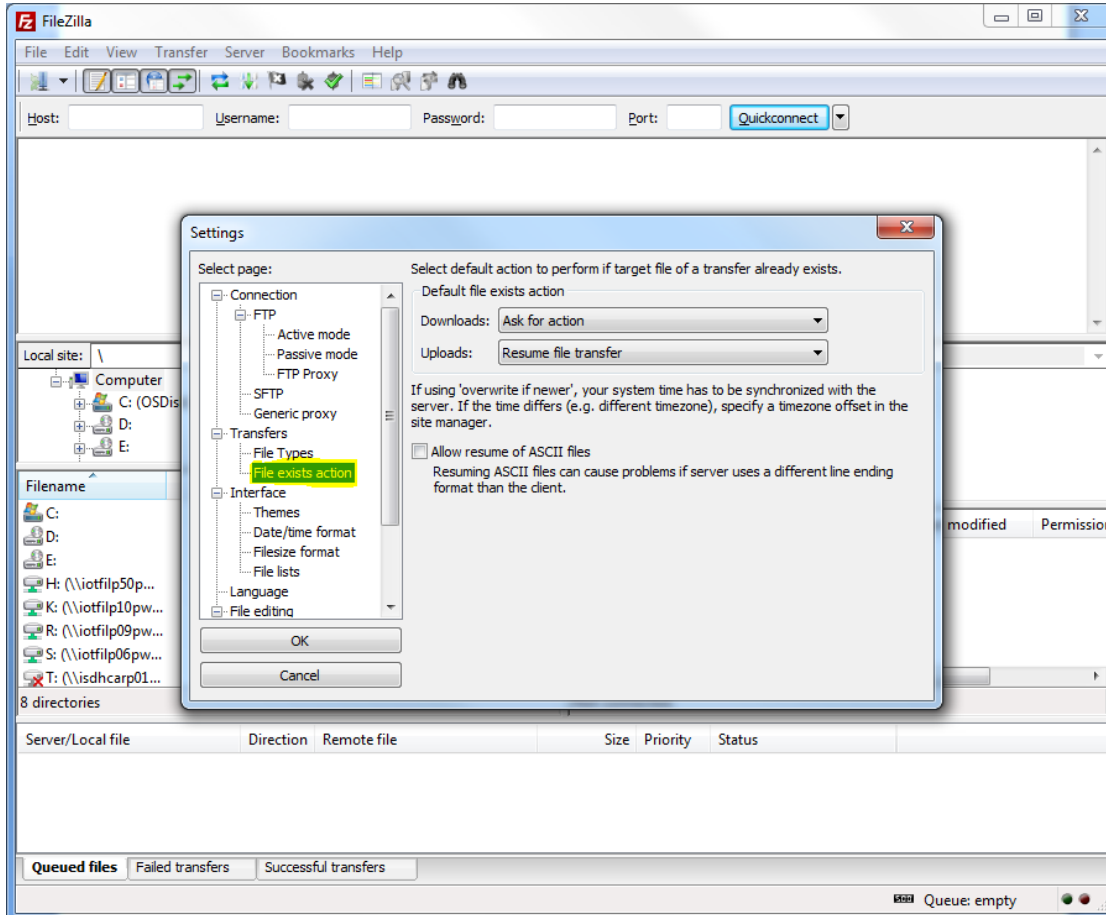 FileZilla
File Edit View Transfer Server Bookmarks Help
Host: Username: Password: Port: Quickconnect
Settings
Select page:
Connection
FTP
Active mode
Passive mode
FTP Proxy
SFTP
Generic proxy
Transfers
File Types
File exists action
Interface
Themes
Date/time format
Filesize format
File lists
Language
File editing
OK
Cancel
Select default action to perform if target file of a transfer already exists.
Default file exists action
Downloads: Ask for action
Uploads: Resume file transfer
If using 'overwrite if newer', your system time has to be synchronized with the
server. If the time differs (e.g. different timezone), specify a timezone offset in the
site manager.
Allow resume of ASCII files
Resuming ASCII files can cause problems if server uses a different line ending
format than the client.
Local site: \
Computer
C: (OSDis
D:
E:
Filename
C:
D:
E:
H: (\\iotfilp50p...
K: (\\iotfilp10pw...
R: (\\iotfilp09pw...
S: (\\iotfilp06pw...
T: (\\isdhcarp01...
8 directories
modified Permissio
Server/Local file Direction Remote file Size Priority Status
Queued files Failed transfers Successful transfers
Queue: empty